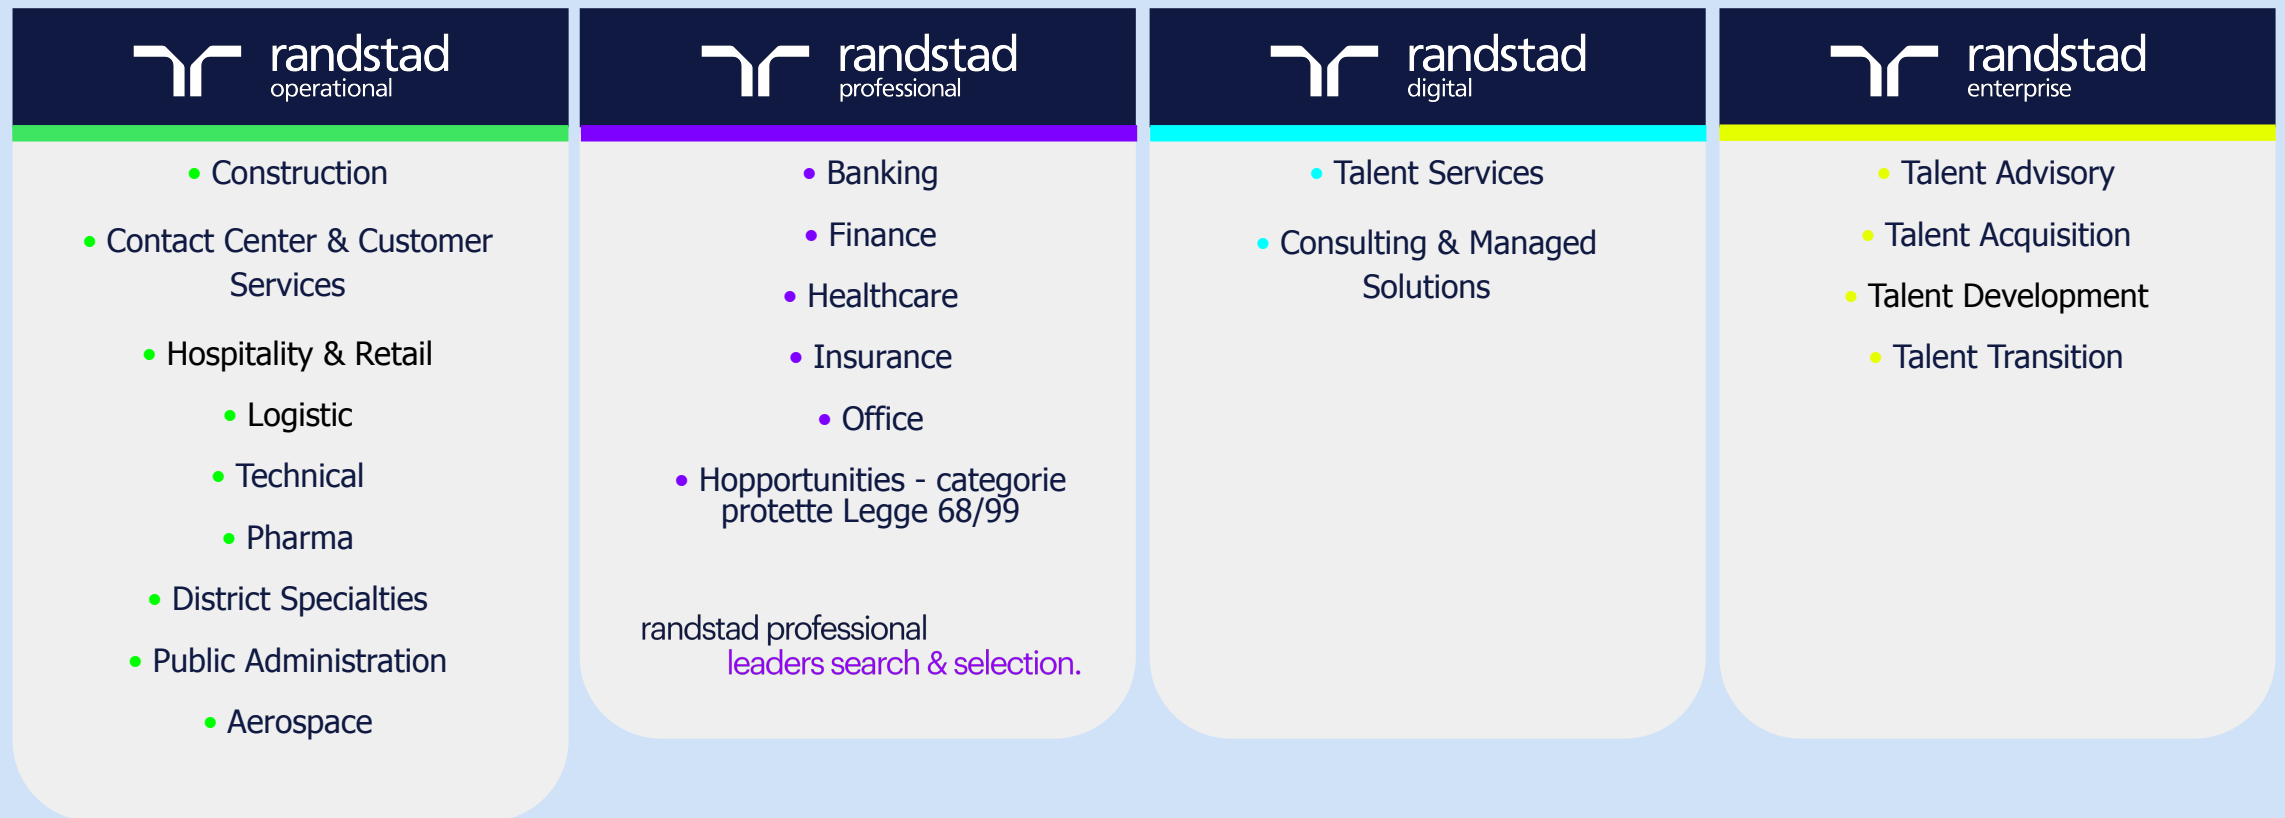 randstad
operational
• Construction
• Contact Center & Customer
Services
• Hospitality & Retail
• Logistic
• Technical
• Pharma
• District Specialties
• Public Administration
• Aerospace
randstad
professional
• Banking
• Finance
• Healthcare
• Insurance
• Office
• Hopportunities - categorie
protette Legge 68/99
randstad professional
leaders search & selection.
randstad
digital
• Talent Services
• Consulting & Managed
Solutions
randstad
enterprise
• Talent Advisory
• Talent Acquisition
• Talent Development
• Talent Transition